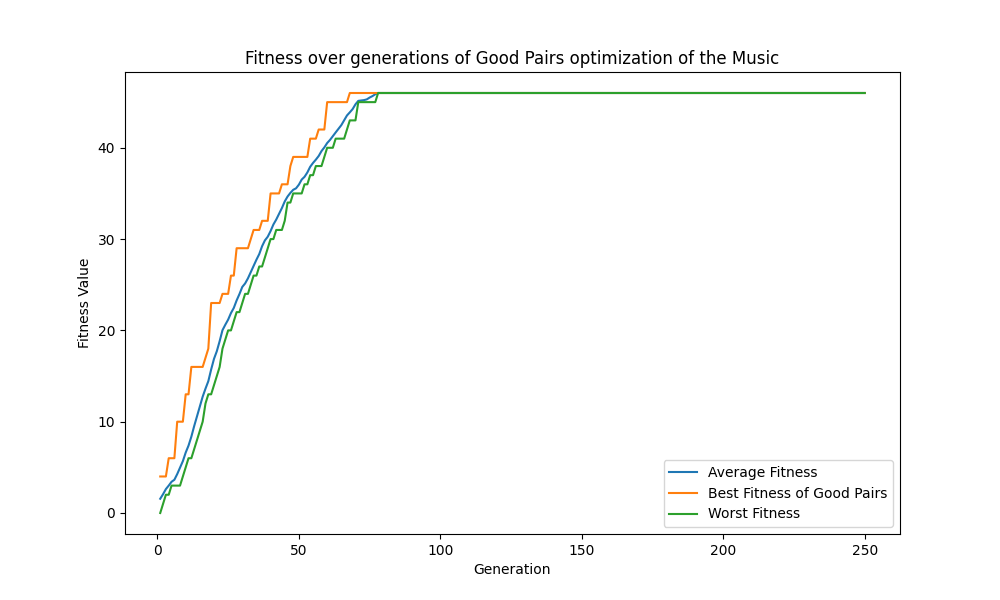 Fitness over generations of Good Pairs optimization of the Music
Fitness Value
40
30
20
10
0
0 50 100 150 200 250
Generation
Average Fitness
Best Fitness of Good Pairs
Worst Fitness